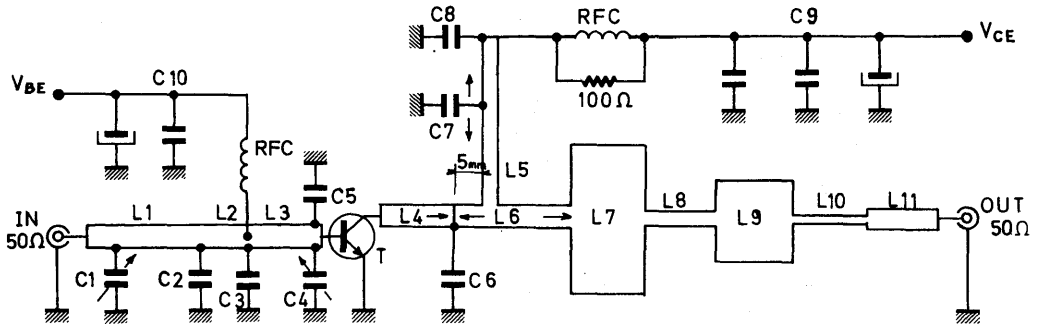 C8
RFC
C9
VCE
C10
VBE
100Ω
C7
RFC
5mm
L5
C5
IN
50Ω
L1
L2
L3
L4
L6
L7
L8
L9
L10
L11
OUT
50Ω
T
C1
C2
C3
C4
C6